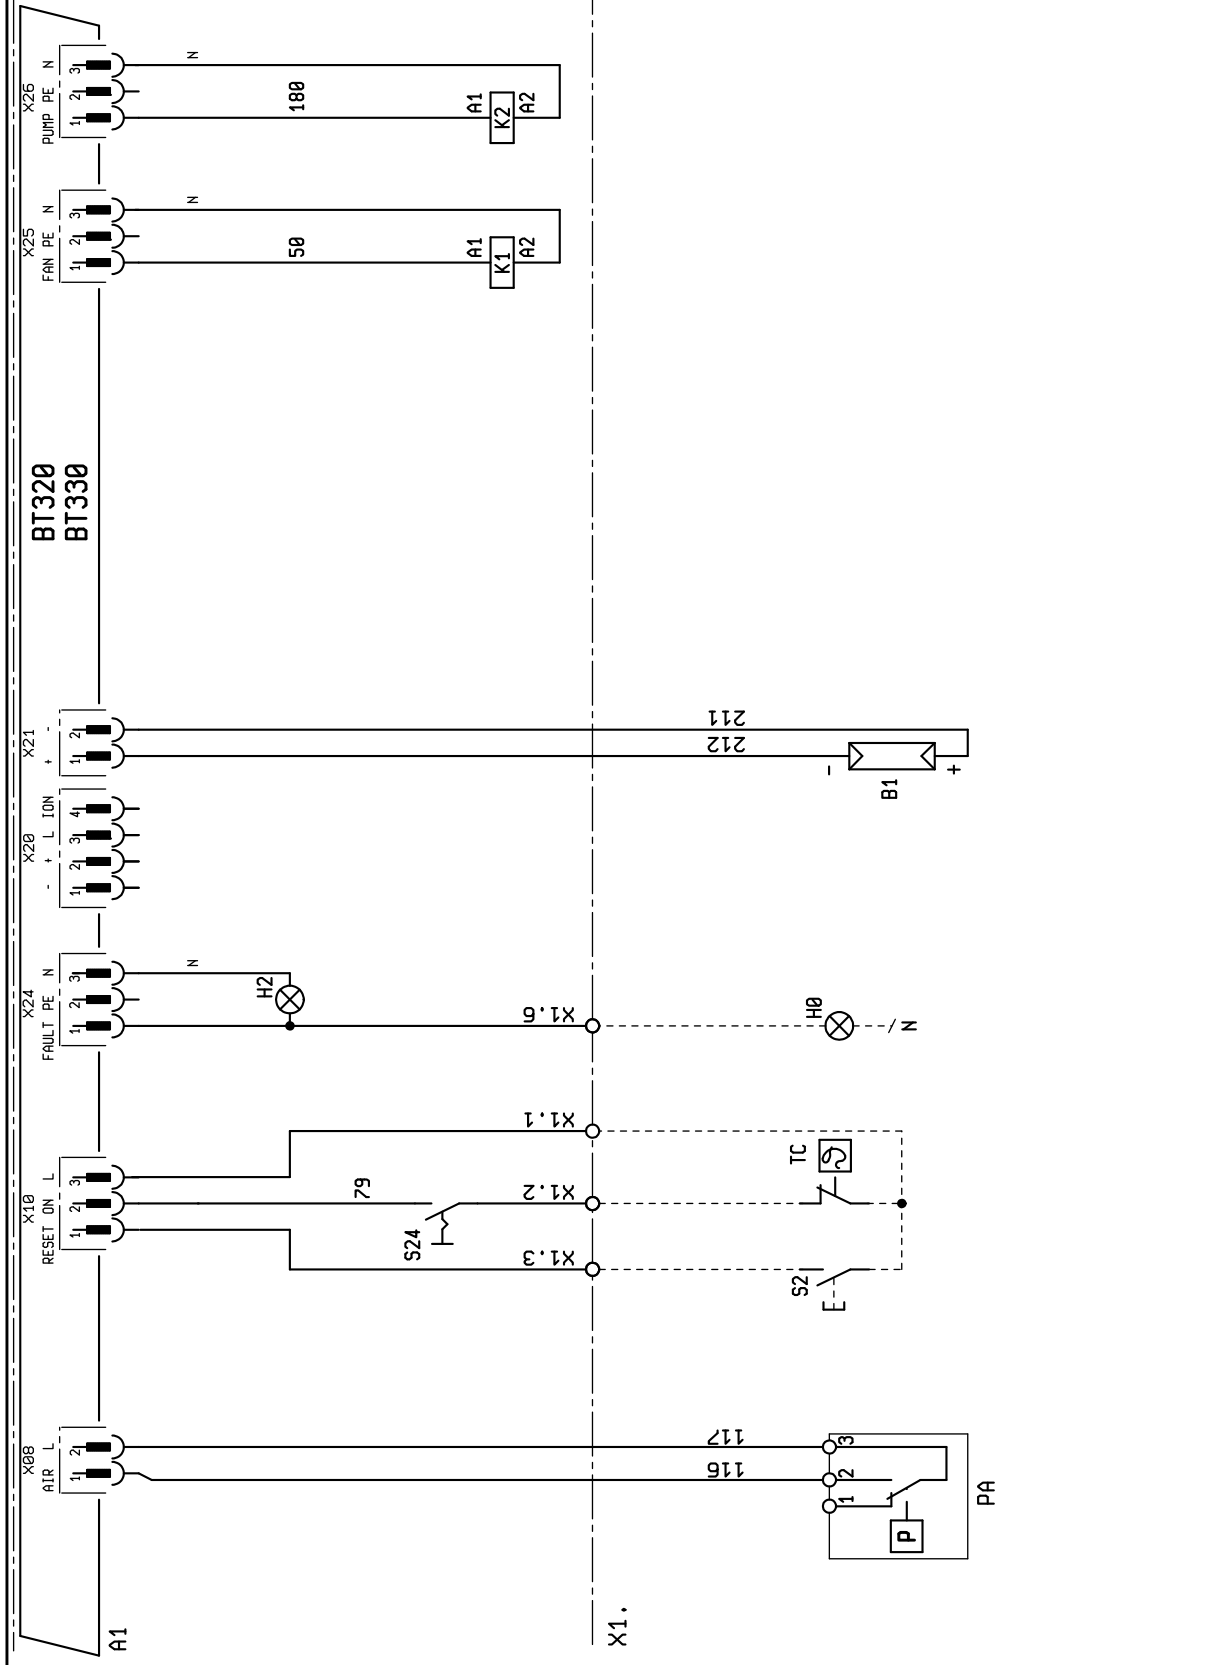 X26
PUMP PE N
1 2 3
N
180
A1
K2
A2
X25
FAN PE N
1 2 3
N
50
A1
K1
A2
BT320
BT330
X21
+ -
1 2
211
212
-
B1
+
X20
- + L ION
1 2 3 4
X24
FAULT PE N
1 2 3
N
H2
X1.6
H0
N
X10
RESET ON L
1 2 3
X1.1
79
S24
X1.2
X1.3
TC
S2
X08
AIR L
1 2
117
116
3
2
1
P
PA
A1
X1.